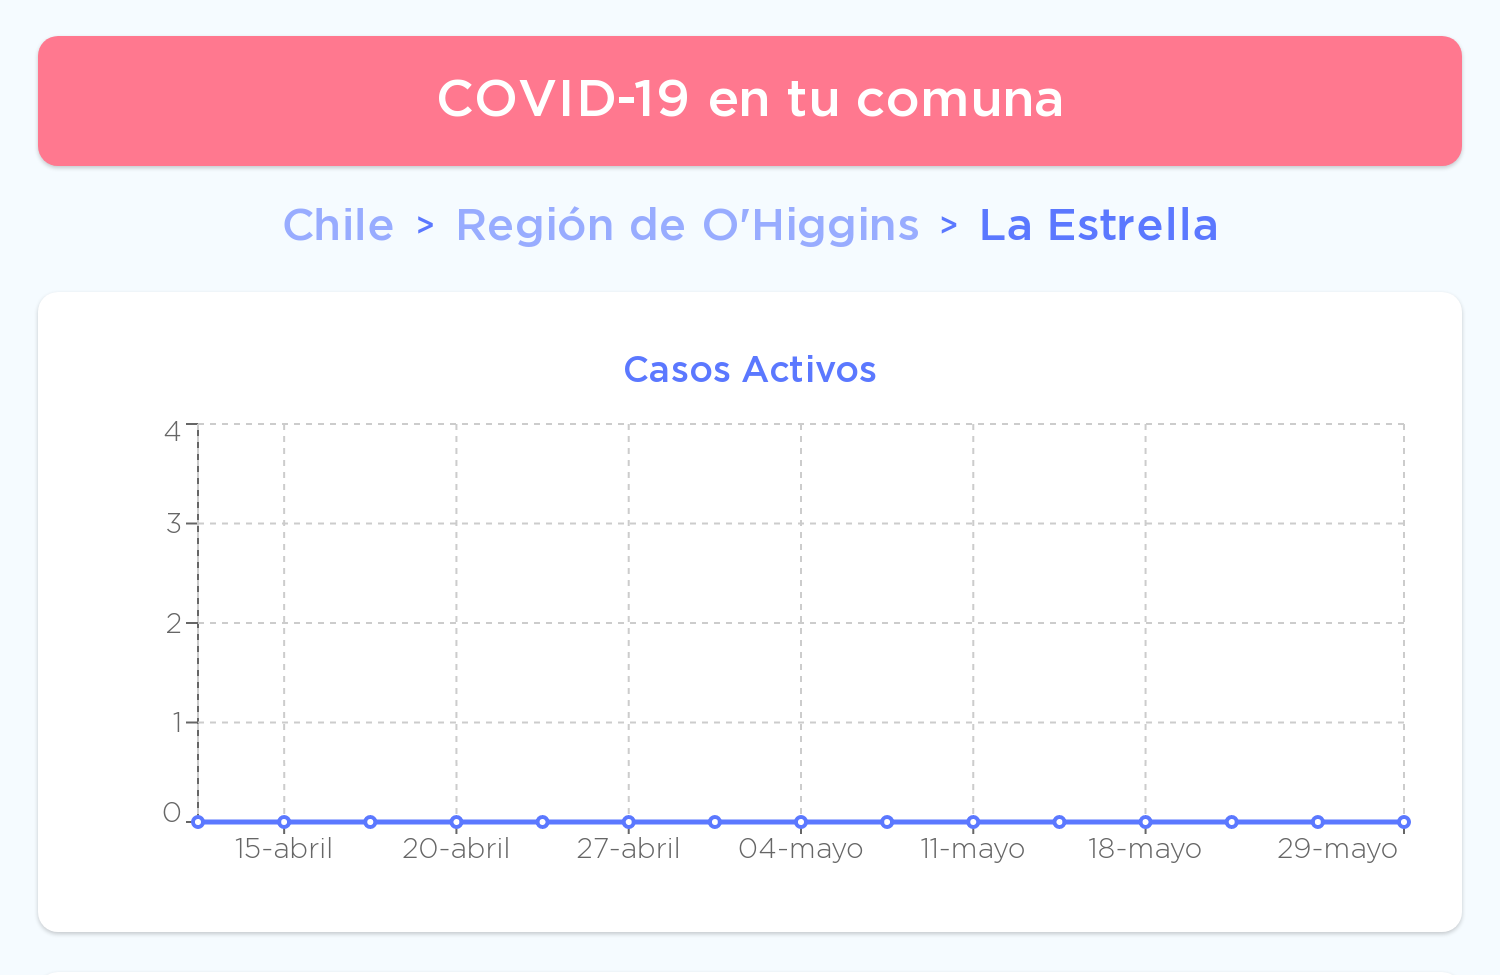 COVID-19 en tu comuna
Chile > Región de O'Higgins > La Estrella
Casos Activos
4
3
2
1
0
15-abril 20-abril 27-abril 04-mayo 11-mayo 18-mayo 29-mayo